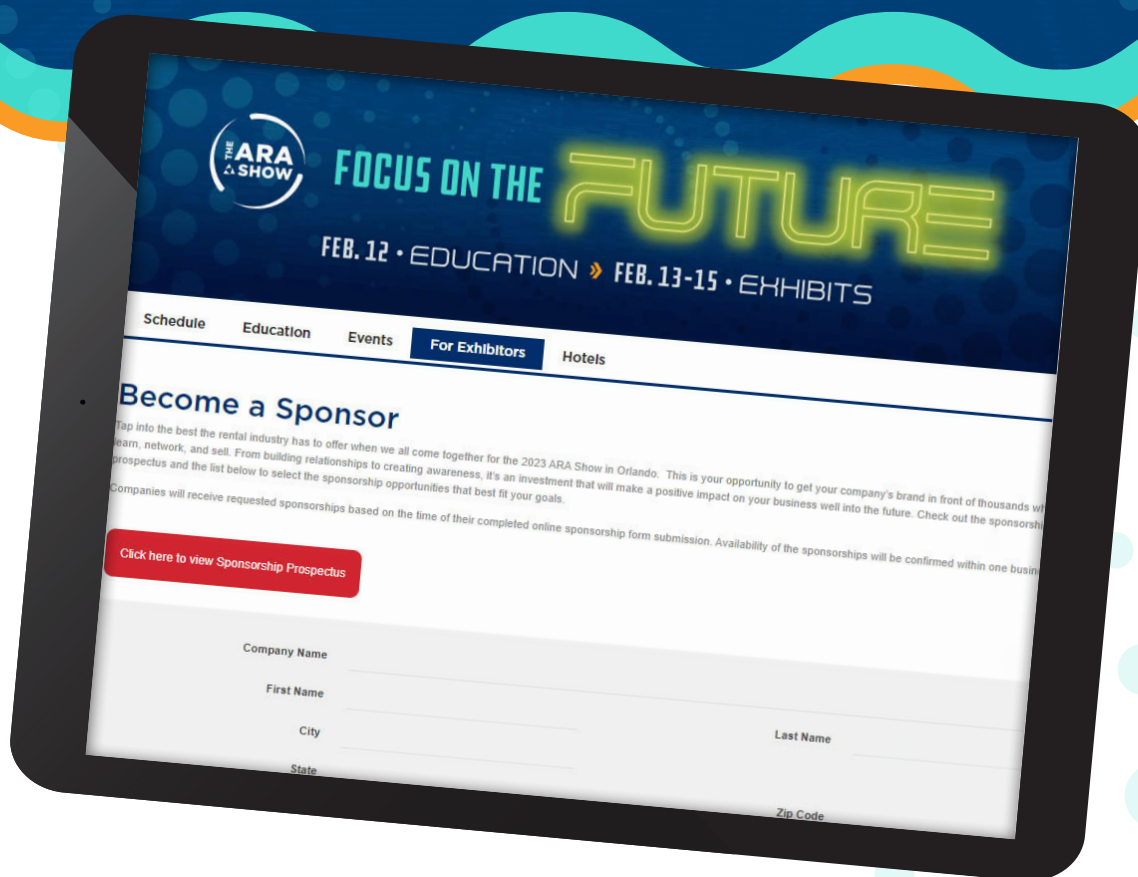 THE
ARA
SHOW
FOCUS ON THE FUTURE
FEB. 12 • EDUCATION » FEB. 13-15 • EXHIBITS
Schedule Education Events For Exhibitors Hotels
Become a Sponsor
Tap into the best the rental industry has to offer when we all come together for the 2023 ARA Show in Orlando. This is your opportunity to get your company's brand in front of thousands
learn, network, and sell. From building relationships to creating awareness, it's an investment that will make a positive impact on your business well into the future. Check out the
prospectus and the list below to select the sponsorship opportunities that best fit your goals.
Companies will receive requested sponsorships based on the time of their completed online sponsorship form submission. Availability of the sponsorships will be confirmed within one
Click here to view Sponsorship Prospectus
Company Name
First Name Last Name
City
State Zip Code